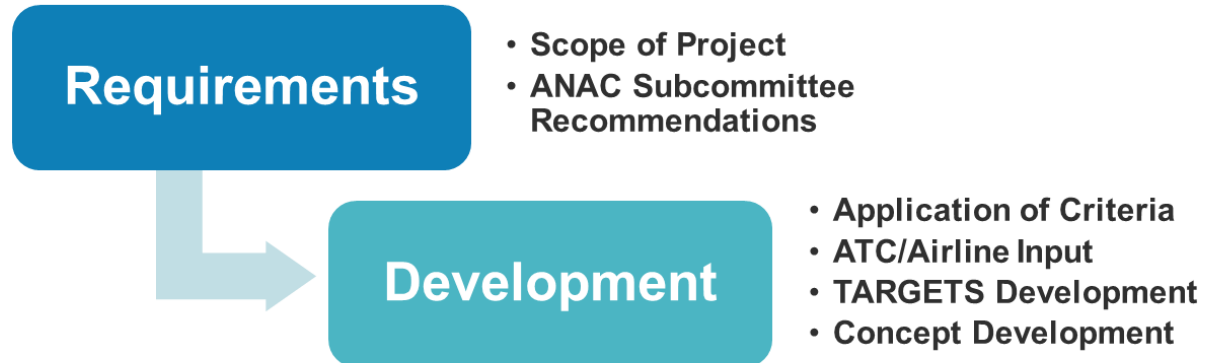 Requirements
• Scope of Project
• ANAC Subcommittee
Recommendations
Development
• Application of Criteria
• ATC/Airline Input
• TARGETS Development
• Concept Development